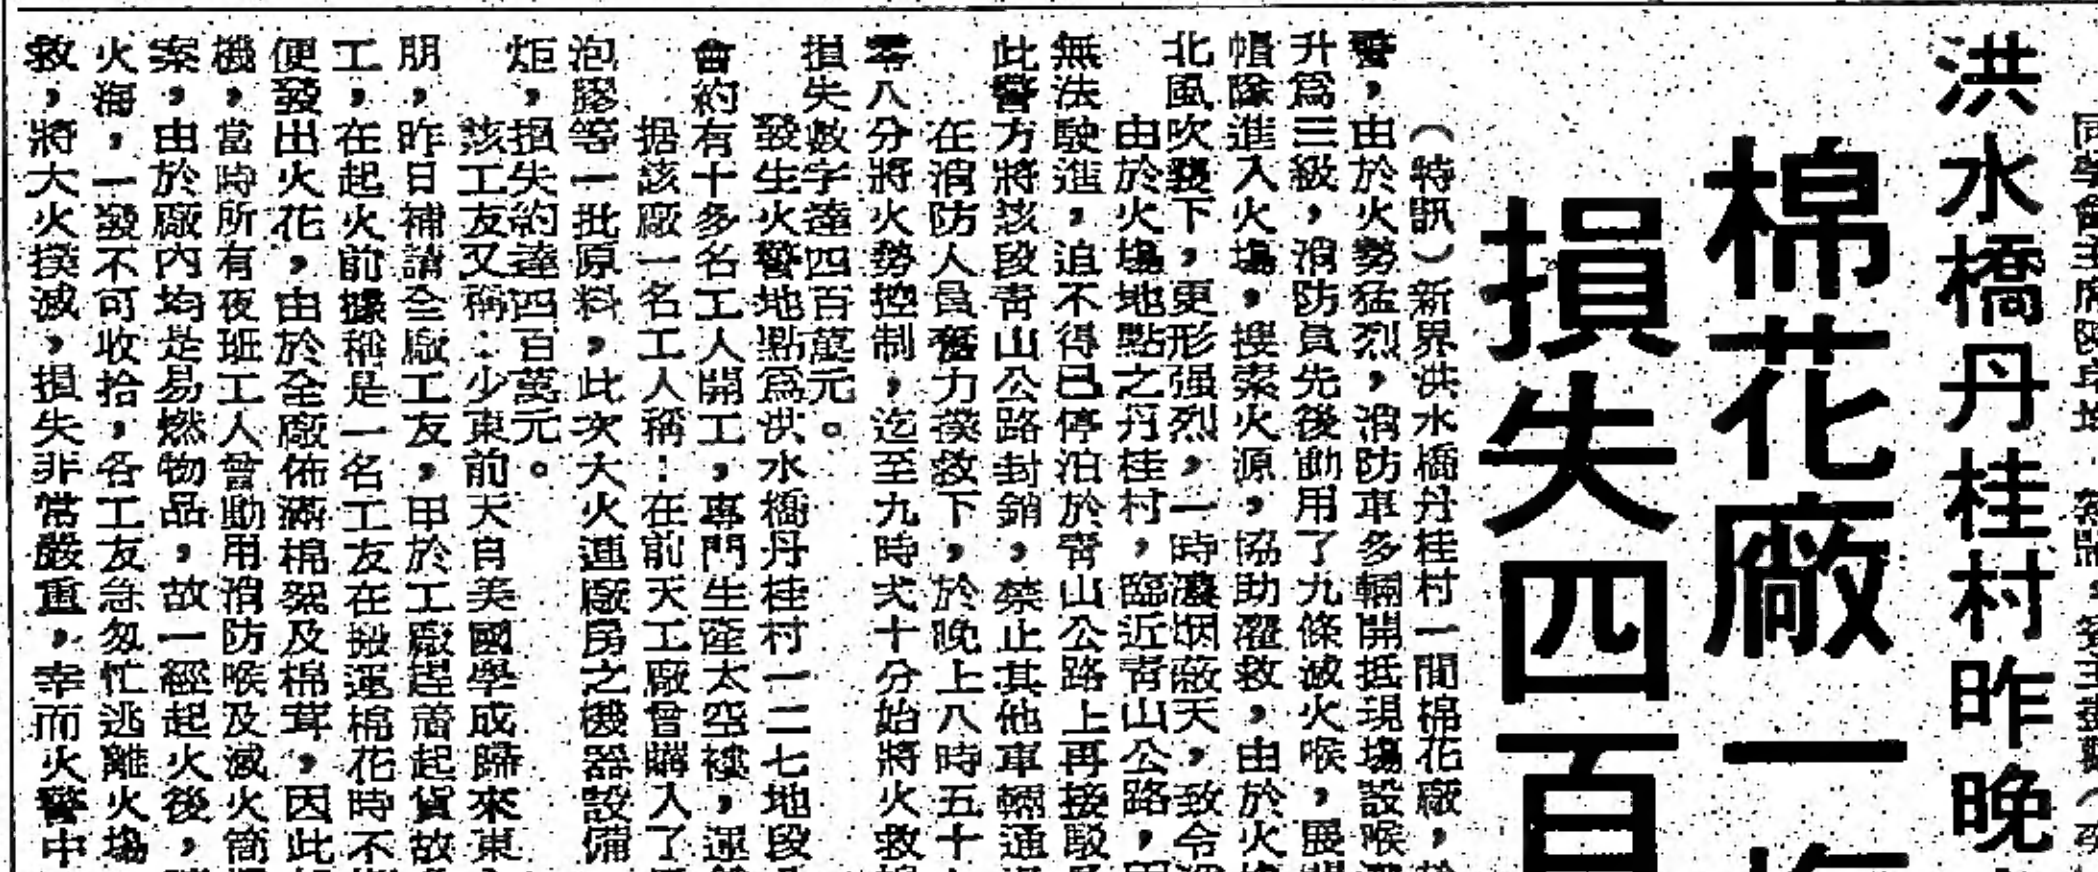 洪水橋丹桂村昨晚
棉花廠一
損失四百
（特訊）新界洪水橋丹桂村一間棉花廠，
警，由於火勢猛烈，消防車多輛開抵現場設喉
升為三級，消防員先後動用了九條滅火喉，展開
帽隊進入火場，搜索火源，協助灌救，由於火場
北風吹襲下，更形强烈，一時濃烟蔽天，致令
由於火場地點之丹桂村，臨近青山公路，
無法駛進，迫不得已停泊於青山公路上再接駁
此警方將該段青山公路封銷，禁止其他車輛通
在消防人員奮力撲救下，於晚上八時五十
零八分將火勢控制，迄至九時弍十分始將火救
損失數字達四百萬元。
發生火警地點為洪水橋丹桂村一二七地段
會約有十多名工人開工，專門生產太空褸，運
据該廠一名工人稱：在前天工廠曾購入了
泡膠等一批原料，此次大火連廠房之機器設備
炬，損失約達四百萬元。
該工友又稱：少東前天自美國學成歸來東
朋，昨日補請全廠工友，甲於工廠趕着起貨故
工，在起火前據稱是一名工友在搬運棉花時不
便發出火花，由於全廠佈滿棉絮及棉茸，因此
機，當時所有夜班工人曾動用消防喉及滅火筒
案，由於廠內均是易燃物品，故一經起火後，
火海，一發不可收拾，各工友急忽忙逃離火場
救，將大火撲滅，損失非常嚴重，幸而火警中